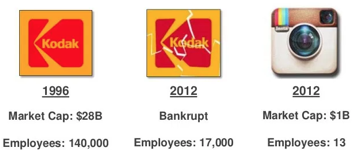 Kodak
1996
Market Cap: $28B
Employees: 140,000
Kodak
2012
Bankrupt
Employees: 17,000
2012
Market Cap: $1B
Employees: 13